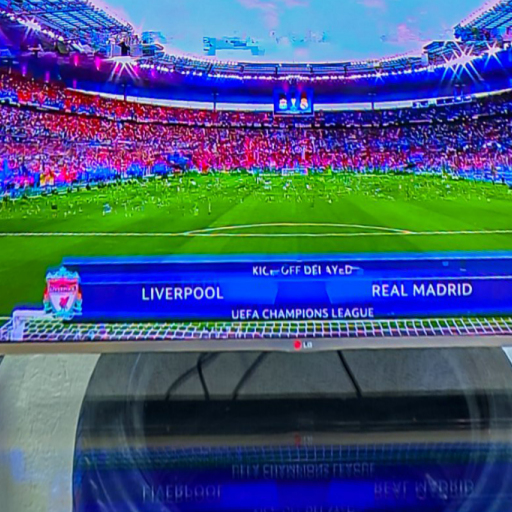 KICK-OFF DELAYED
LIVERPOOL
REAL MADRID
UEFA CHAMPIONS LEAGUE
LG